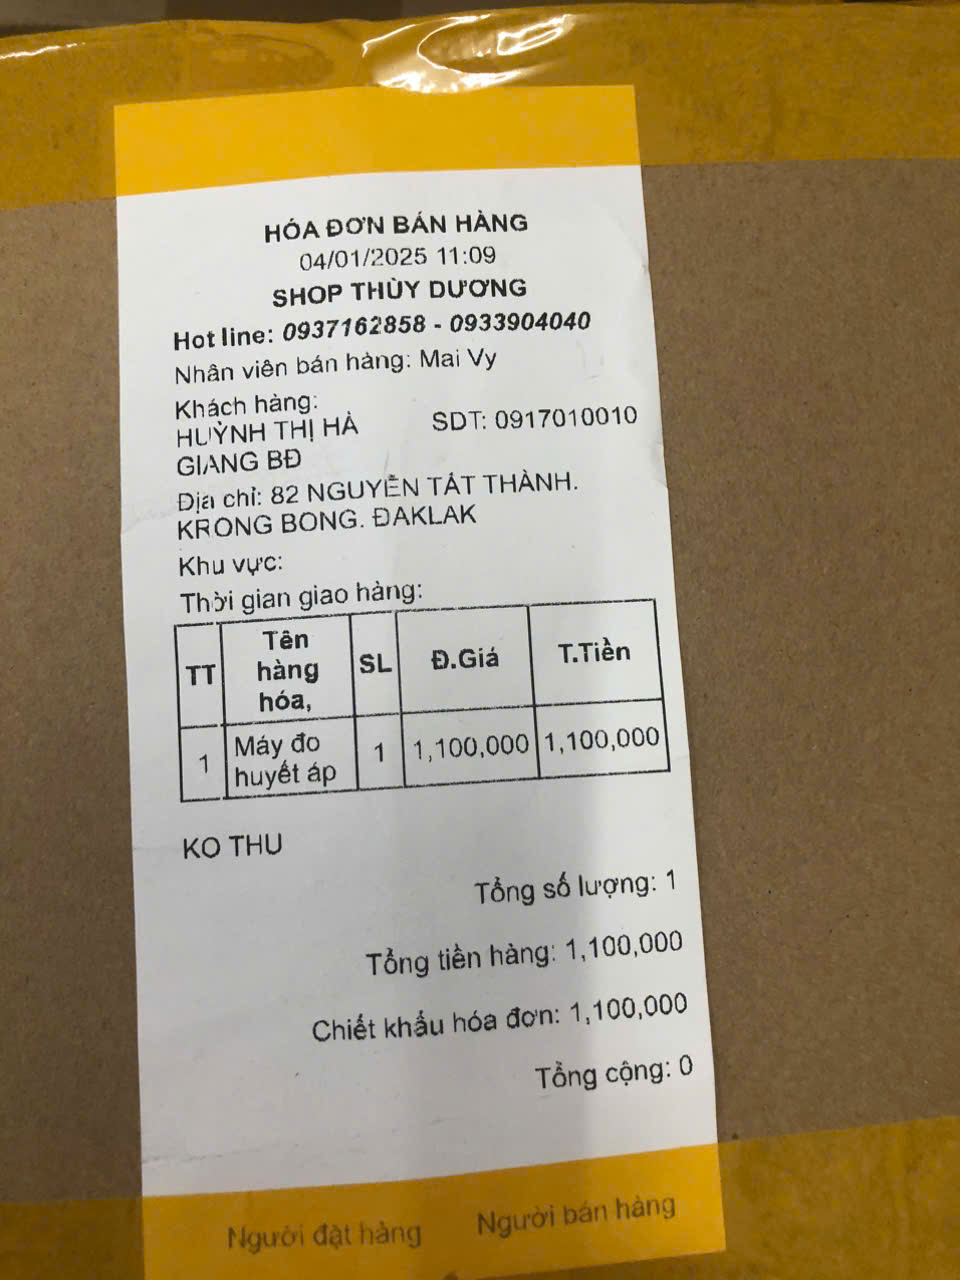 HÓA ĐƠN BÁN HÀNG
04/01/2025 11:09
SHOP THÙY DƯƠNG
Hot line: 0937162858 - 0933904040
Nhân viên bán hàng: Mai Vy
Khách hàng:
HUỲNH THỊ HÀ SDT: 0917010010
GIANG BĐ
Địa chỉ: 82 NGUYỄN TẤT THÀNH.
KRONG BONG. ĐAKLAK
Khu vực:
Thời gian giao hàng:
TT Tên hàng hóa, SL Đ.Giá T.Tiền
1 Máy đo huyết áp 1 1,100,000 1,100,000
KO THU
Tổng số lượng: 1
Tổng tiền hàng: 1,100,000
Chiết khấu hóa đơn: 1,100,000
Tổng cộng: 0
Người đặt hàng Người bán hàng